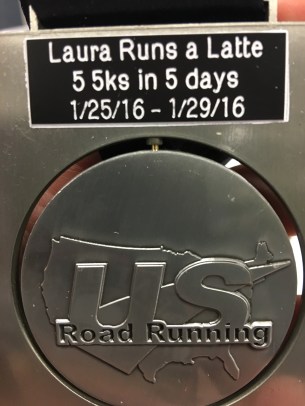 Laura Runs a Latte
5 5ks in 5 days
1/25/16 - 1/29/16
US
Road Running